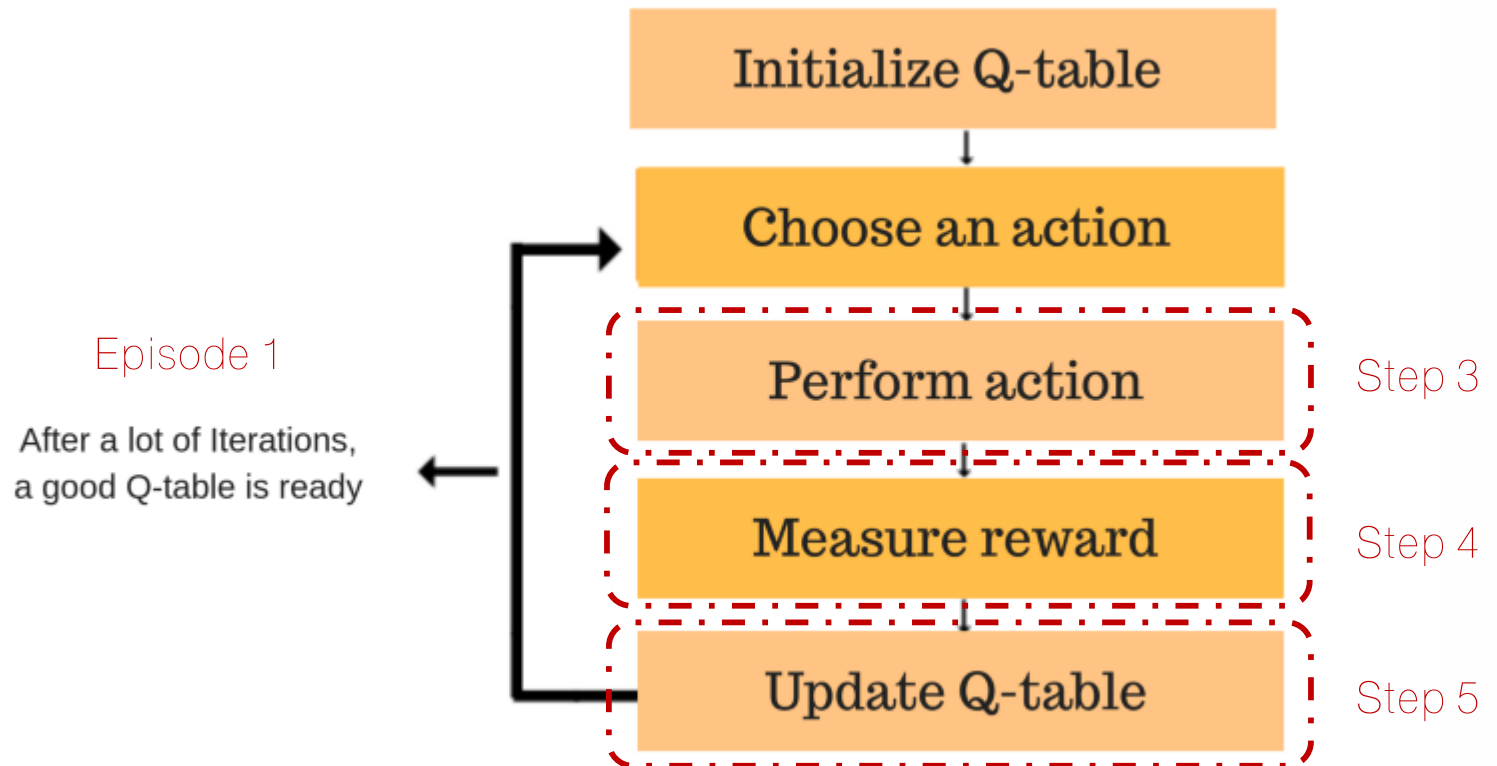 Initialize Q-table
Choose an action
Episode 1
Perform action
Step 3
After a lot of Iterations,
a good Q-table is ready
Measure reward
Step 4
Update Q-table
Step 5